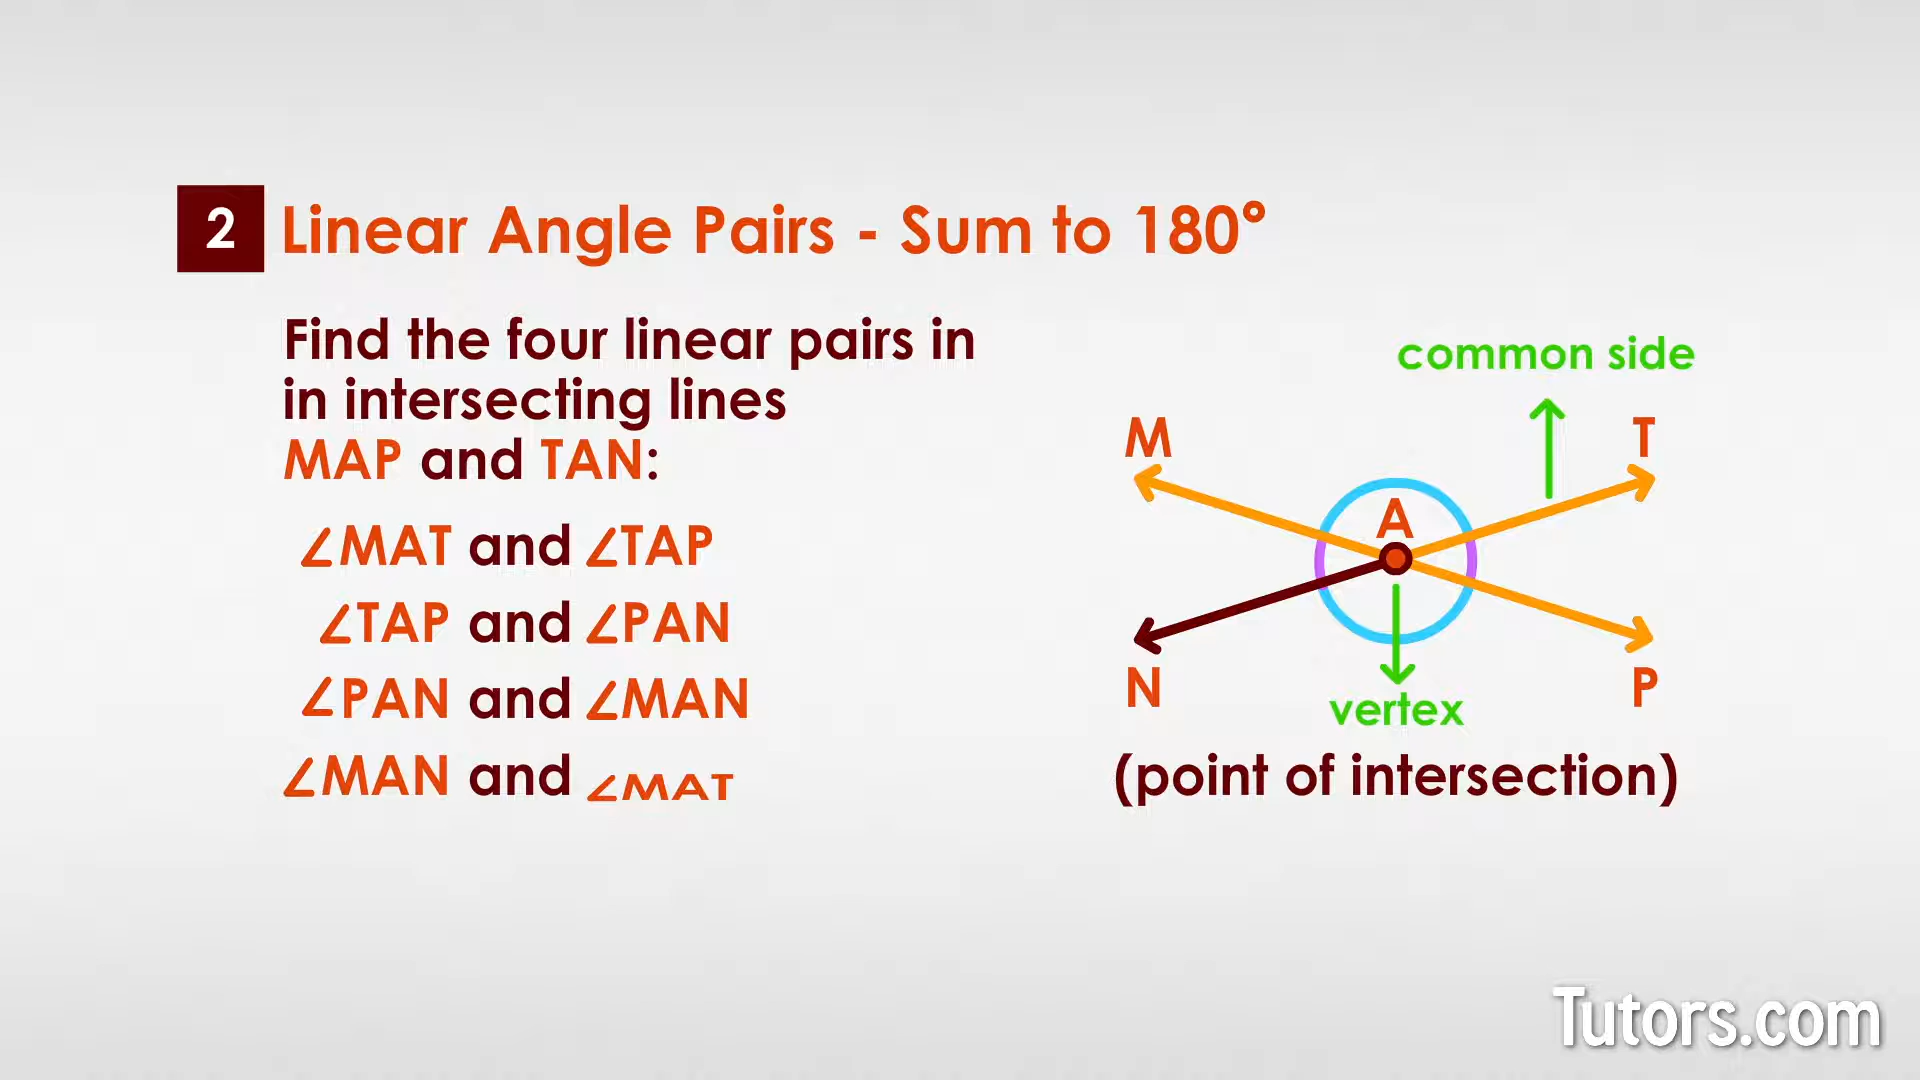 2 Linear Angle Pairs - Sum to 180°
Find the four linear pairs in
in intersecting lines
MAP and TAN:
∠MAT and ∠TAP
∠TAP and ∠PAN
∠PAN and ∠MAN
∠MAN and ∠MAT
common side
M
T
A
N
P
vertex
(point of intersection)
Tutors.com